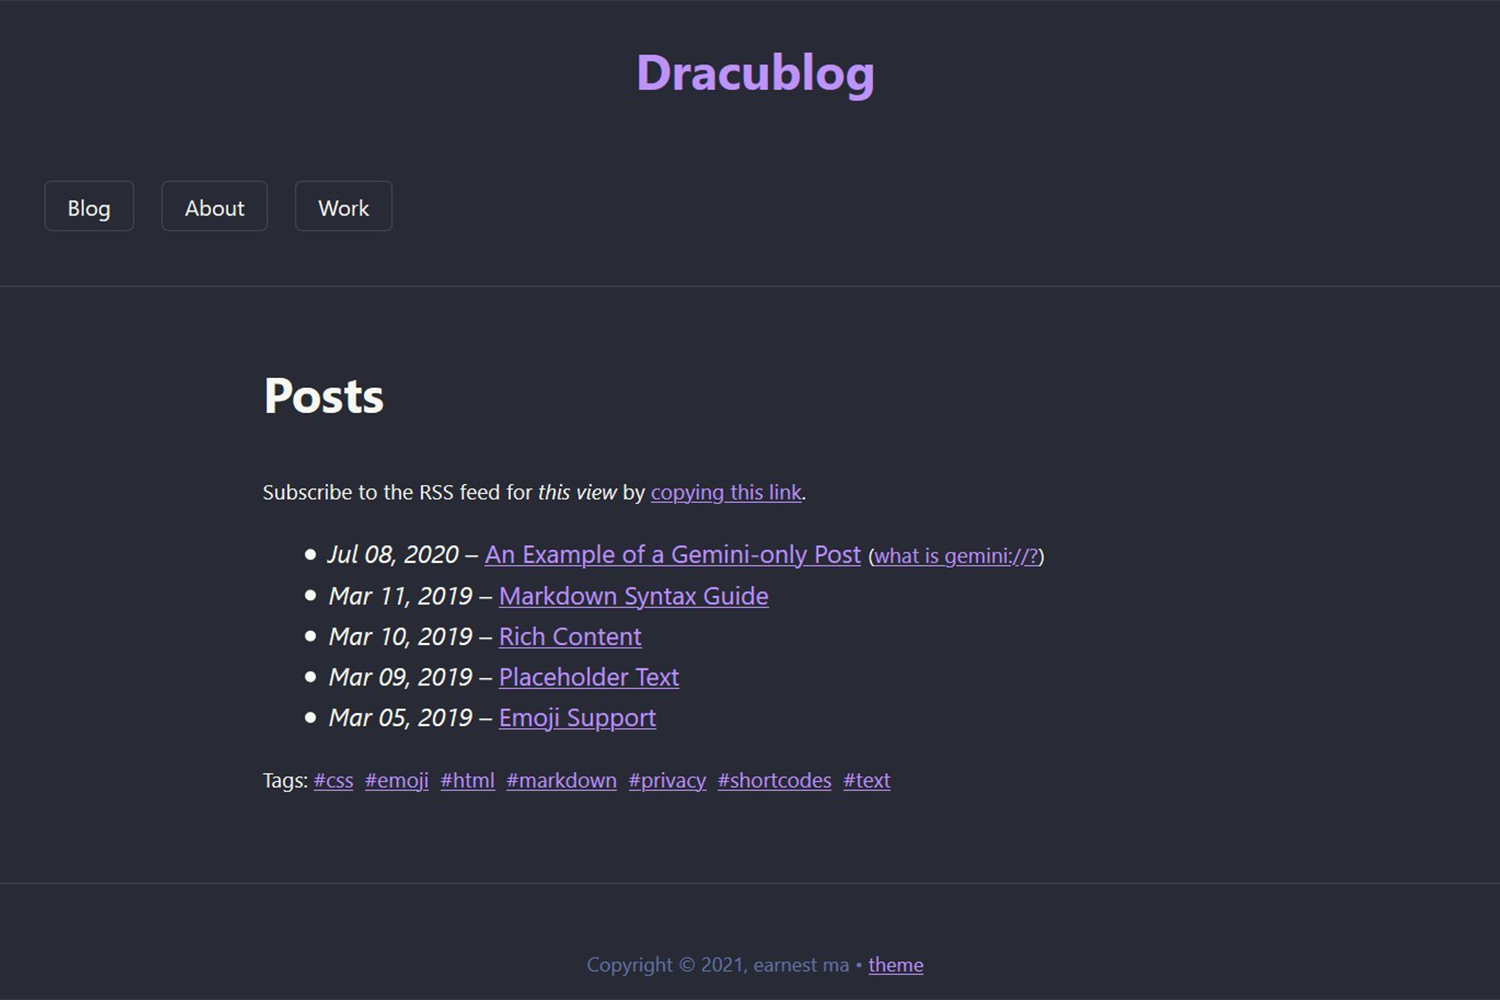 Dracublog
Blog About Work
Posts
Subscribe to the RSS feed for this view by copying this link.
• Jul 08, 2020 – An Example of a Gemini-only Post (what is gemini://?)
• Mar 11, 2019 – Markdown Syntax Guide
• Mar 10, 2019 – Rich Content
• Mar 09, 2019 – Placeholder Text
• Mar 05, 2019 – Emoji Support
Tags: #css #emoji #html #markdown #privacy #shortcodes #text
Copyright © 2021, earnest ma • theme